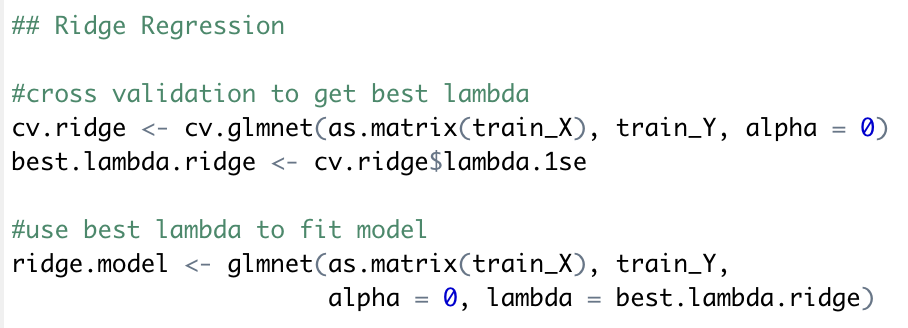 ## Ridge Regression
#cross validation to get best lambda
cv.ridge <- cv.glmnet(as.matrix(train_X), train_Y, alpha = 0)
best.lambda.ridge <- cv.ridge$lambda.1se
#use best lambda to fit model
ridge.model <- glmnet(as.matrix(train_X), train_Y,
alpha = 0, lambda = best.lambda.ridge)